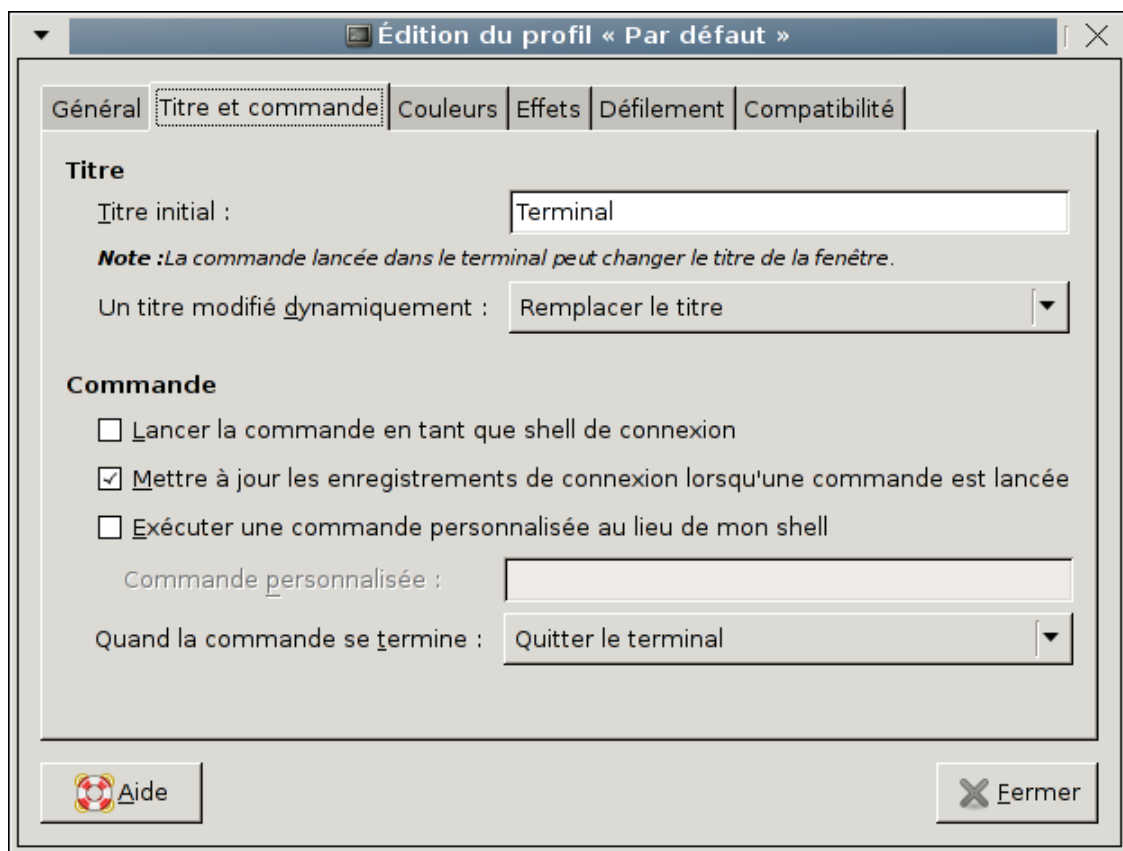 Édition du profil « Par défaut »
Général Titre et commande Couleurs Effets Défilement Compatibilité
Titre
Titre initial : Terminal
Note :La commande lancée dans le terminal peut changer le titre de la fenêtre.
Un titre modifié dynamiquement : Remplacer le titre
Commande
Lancer la commande en tant que shell de connexion
Mettre à jour les enregistrements de connexion lorsqu'une commande est lancée
Exécuter une commande personnalisée au lieu de mon shell
Commande personnalisée :
Quand la commande se termine : Quitter le terminal
Aide Fermer